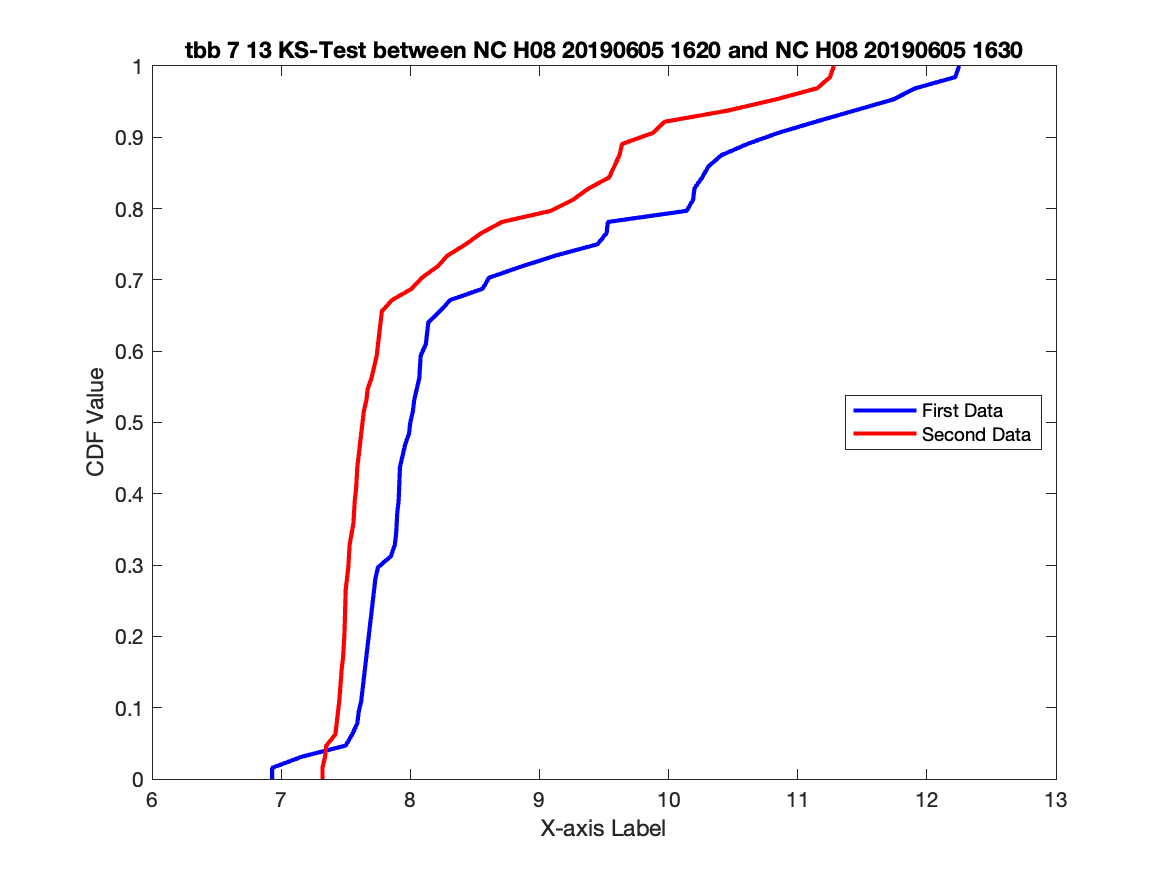 tbb 7 13 KS-Test between NC H08 20190605 1620 and NC H08 20190605 1630
1
0.9
0.8
0.7
0.6
0.5
0.4
0.3
0.2
0.1
0
CDF Value
First Data
Second Data
6 7 8 9 10 11 12 13
X-axis Label